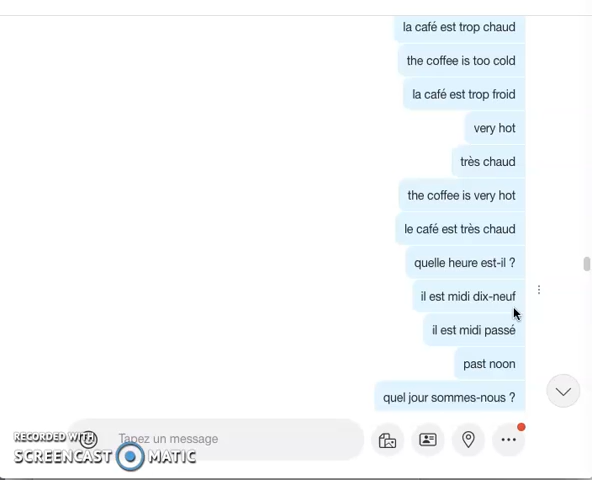 la café est trop chaud
the coffee is too cold
la café est trop froid
very hot
très chaud
the coffee is very hot
le café est très chaud
quelle heure est-il ?
il est midi dix-neuf
il est midi passé
past noon
quel jour sommes-nous ?
Tapez un message
RECORDED WITH
SCREENCAST MATIC